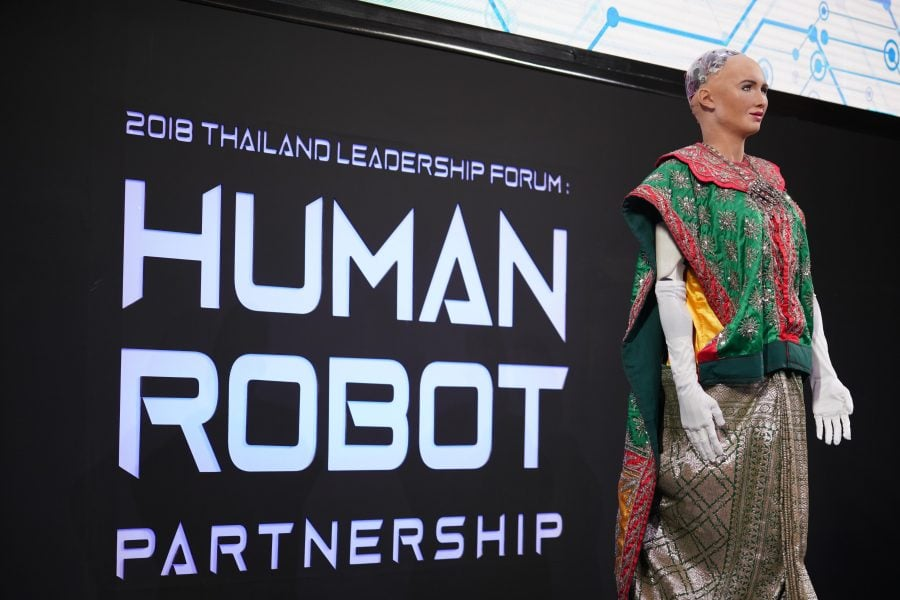 2018 THAILAND LEADERSHIP FORUM :
HUMAN
ROBOT
PARTNERSHIP